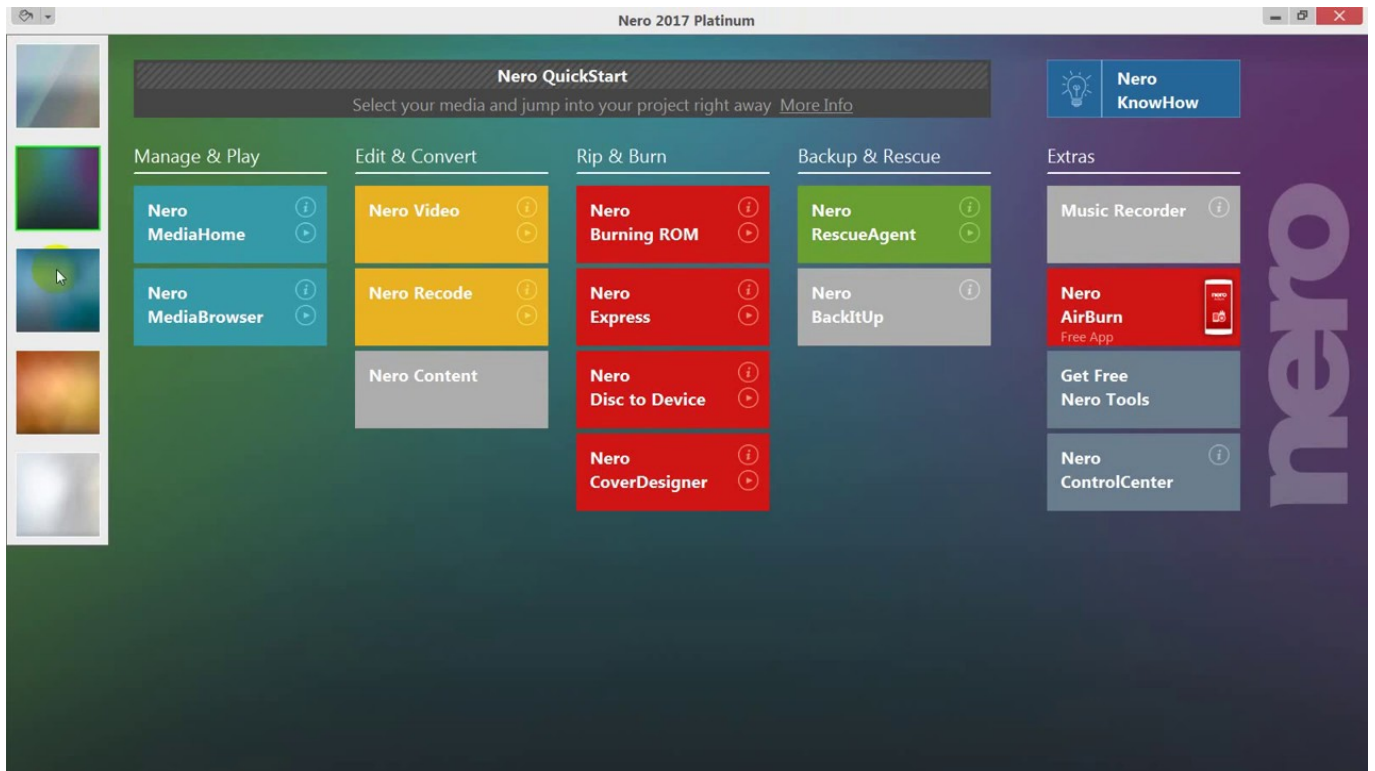 Nero 2017 Platinum
Nero QuickStart
Select your media and jump into your project right away More Info
Nero
KnowHow
Manage & Play
Edit & Convert
Rip & Burn
Backup & Rescue
Extras
Nero
MediaHome
Nero Video
Nero
Burning ROM
Nero
RescueAgent
Music Recorder
Nero
MediaBrowser
Nero Recode
Nero
Express
Nero
BackItUp
Nero
AirBurn
Free App
nero
Nero Content
Nero
Disc to Device
Get Free
Nero Tools
Nero
CoverDesigner
Nero
ControlCenter
nero